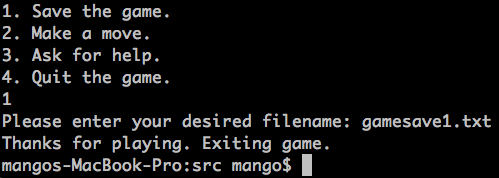 1. Save the game.
2. Make a move.
3. Ask for help.
4. Quit the game.
1
Please enter your desired filename: gamesave1.txt
Thanks for playing. Exiting game.
mangos-MacBook-Pro:src mango$